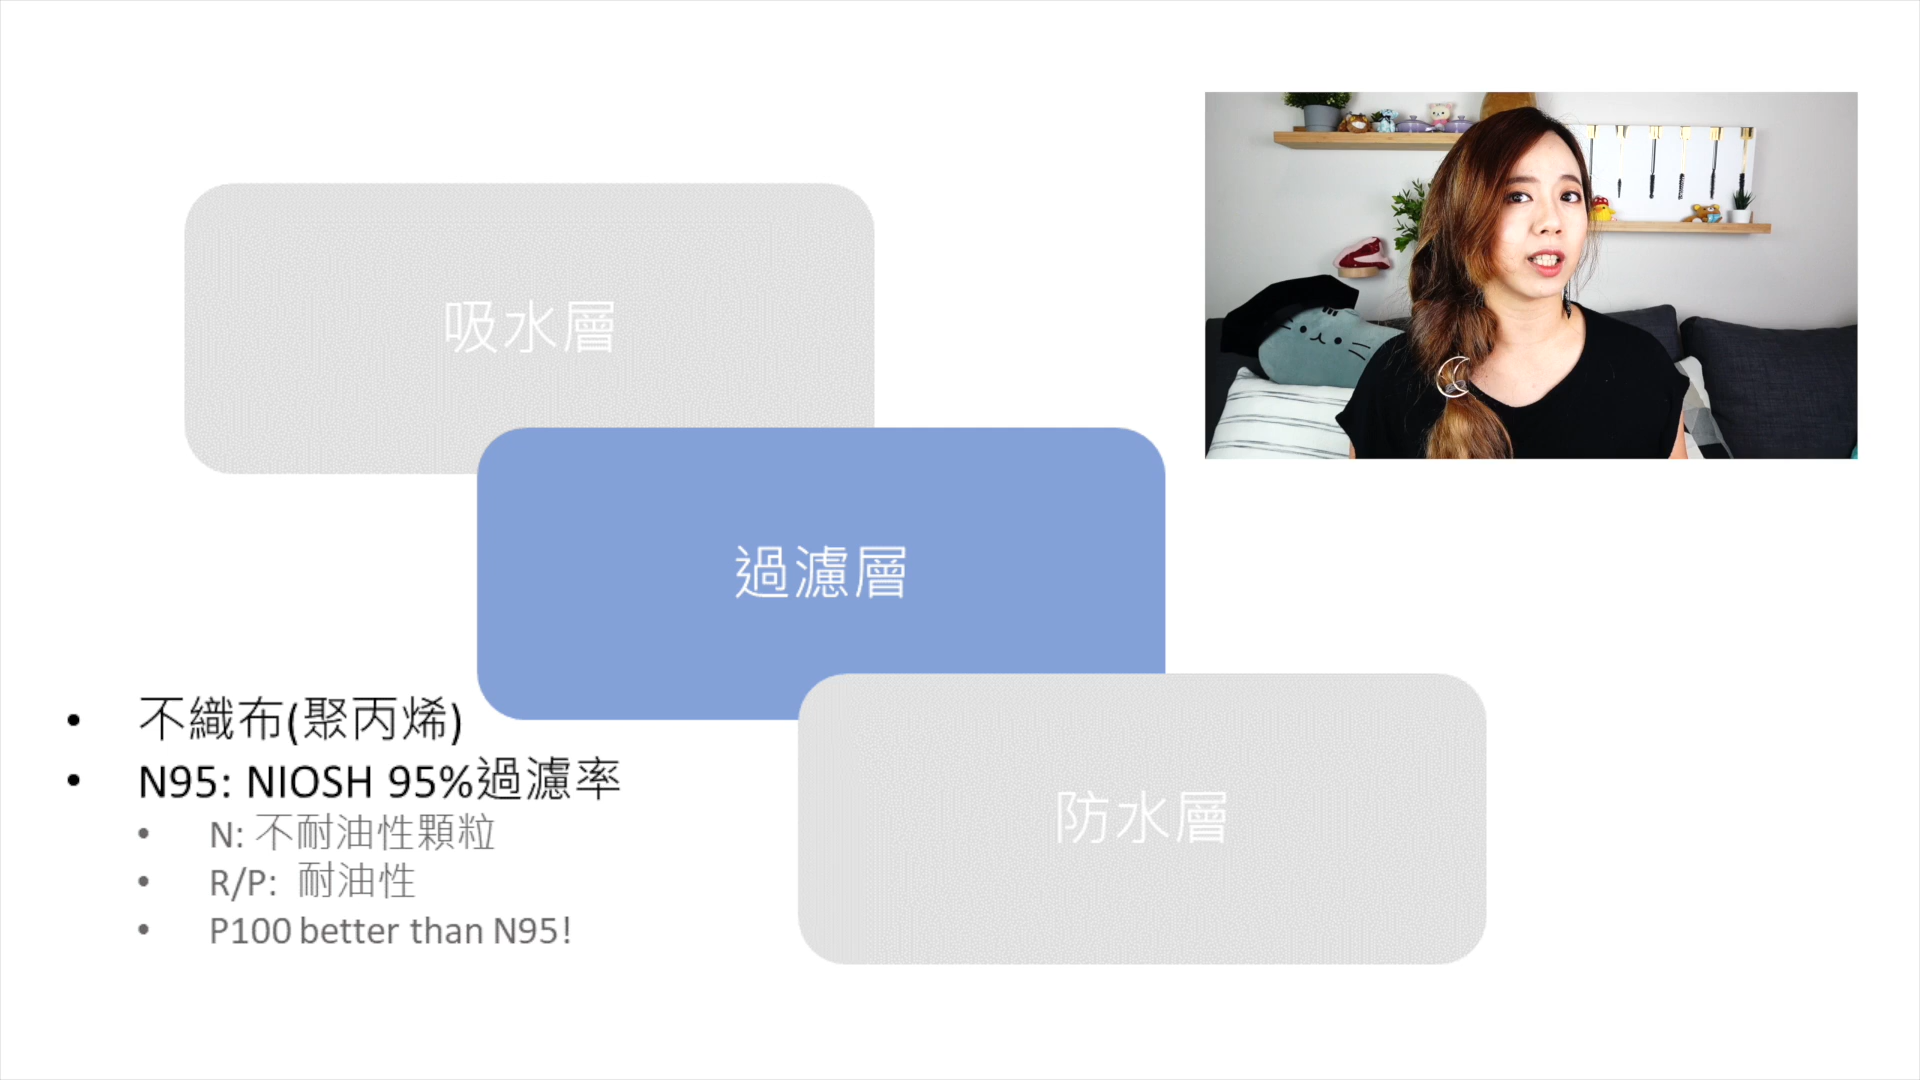 吸水層
過濾層
防水層
• 不織布(聚丙烯)
• N95: NIOSH 95%過濾率
• N: 不耐油性顆粒
• R/P: 耐油性
• P100 better than N95!